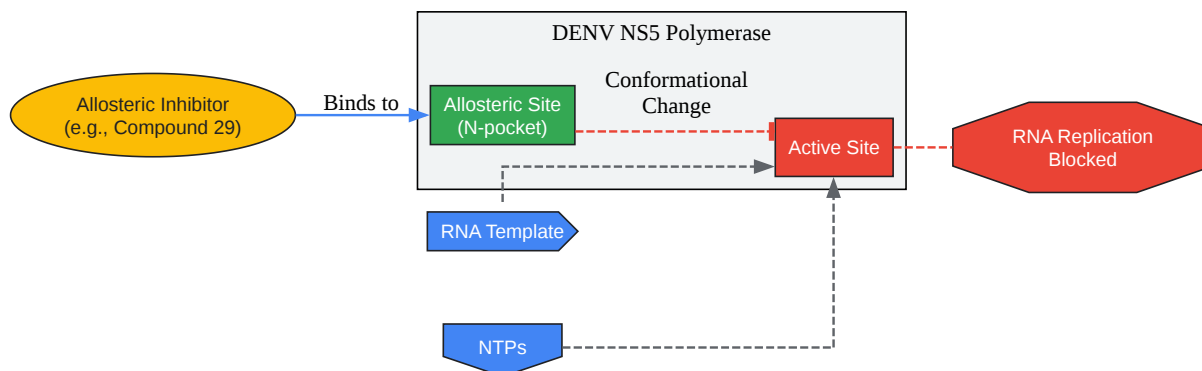 DENV NS5 Polymerase
Allosteric Inhibitor
(e.g., Compound 29)
Binds to
Allosteric Site
(N-pocket)
Conformational
Change
Active Site
RNA Replication
Blocked
RNA Template
NTPs